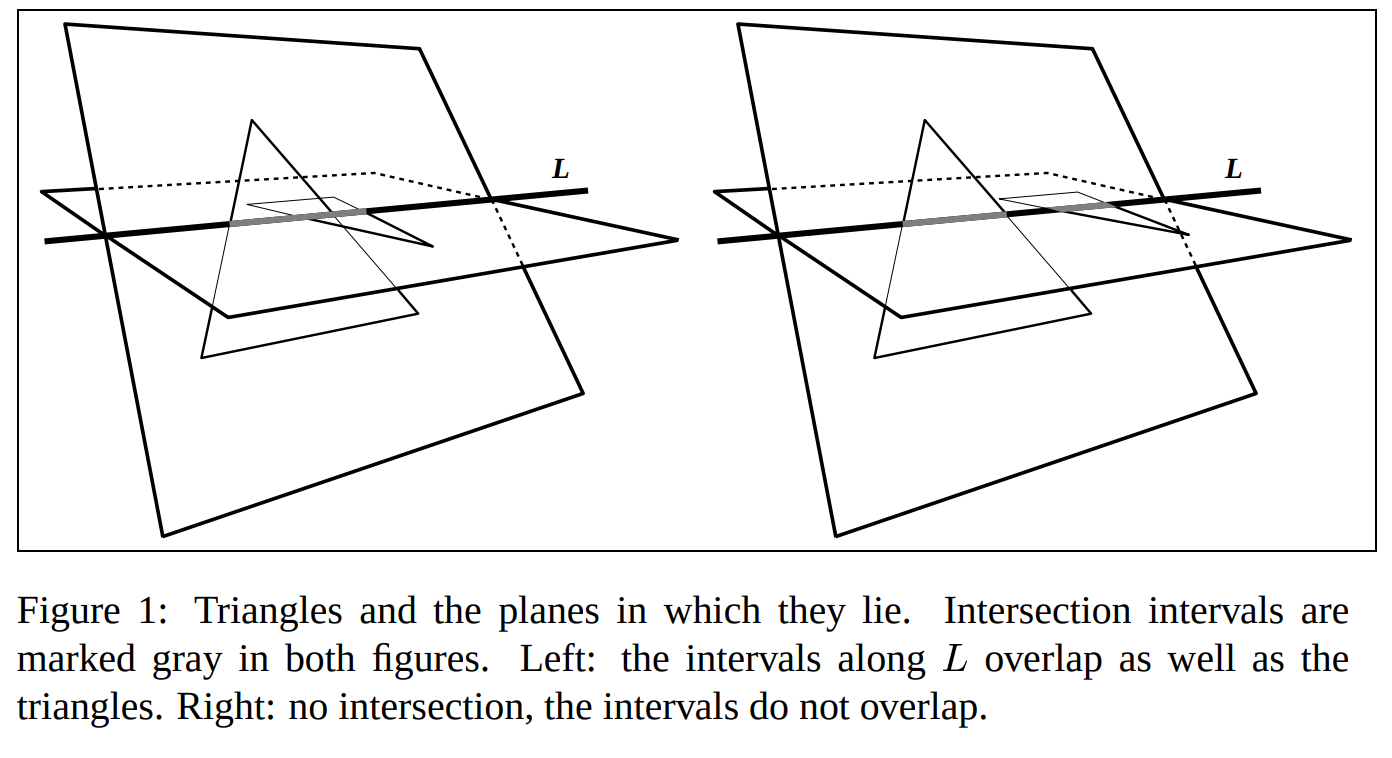 L
L
Figure 1: Triangles and the planes in which they lie. Intersection intervals are
marked gray in both figures. Left: the intervals along L overlap as well as the
triangles. Right: no intersection, the intervals do not overlap.